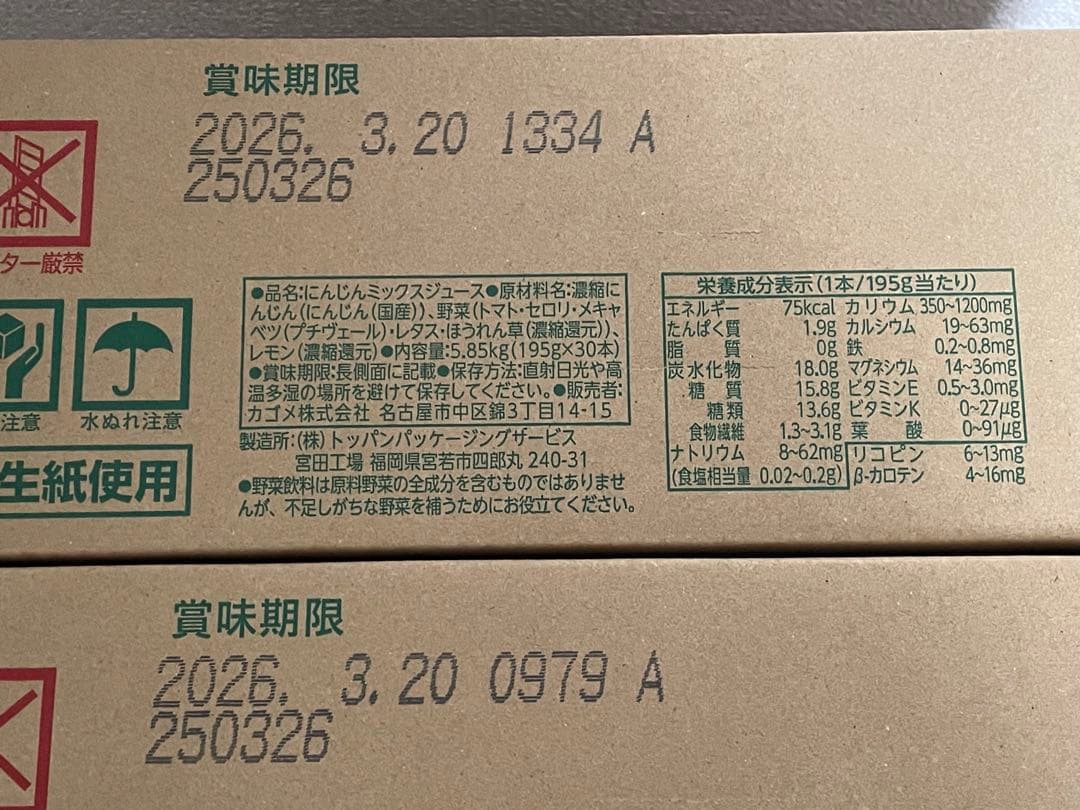 賞味期限
2026. 3.20 1334 A
250326
ター厳禁
注意
水ぬれ注意
生紙使用
●品名:にんじんミックスジュース●原材料名:濃縮に
んじん(にんじん(国産))、野菜(トマト・セロリ・メキャ
ベツ(プチヴェール)・レタス・ほうれん草(濃縮還元))、
レモン(濃縮還元)●内容量:5.85kg(195g×30本)
●賞味期限:長側面に記載●保存方法:直射日光や高
温多湿の場所を避けて保存してください。●販売者:
カゴメ株式会社 名古屋市中区錦3丁目14-15
製造所:(株)トッパンパッケージングサービス
宮田工場 福岡県宮若市四郎丸 240-31
●野菜飲料は原料野菜の全成分を含むものではありませ
んが、不足しがちな野菜を補うためにお役立てください。
栄養成分表示(1本/195g当たり)
エネルギー 75kcal カリウム 350~1200mg
たんぱく質 1.9g カルシウム 19~63mg
脂質 0g 鉄 0.2~0.8mg
炭水化物 18.0g マグネシウム 14~36mg
糖質 15.8g ビタミンE 0.5~3.0mg
糖類 13.6g ビタミンK 0~27μg
食物繊維 1.3~3.1g 葉酸 0~91μg
ナトリウム 8~62mg リコピン 6~13mg
(食塩相当量 0.02~0.2g) β-カロテン 4~16mg
賞味期限
2026. 3.20 0979 A
250326